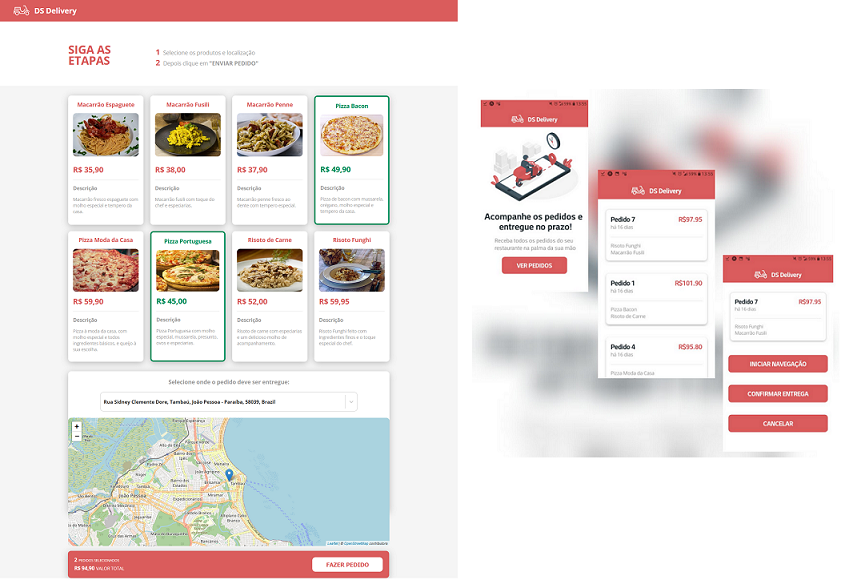 DS Delivery
SIGA AS
ETAPAS
1 Selecione os produtos e localização
2 Depois clique em "ENVIAR PEDIDO"
Macarrão Espaguete
R$ 35,90
Descrição
Macarrão fresco espaguete com
molho especial e tempero da
casa.
Macarrão Fusili
R$ 38,00
Descrição
Macarrão fusili com toque do
chef e especiarias.
Macarrão Penne
R$ 37,90
Descrição
Macarrão penne fresco ao
dente com tempero especial.
Pizza Bacon
R$ 49,90
Descrição
Pizza de bacon com mussarela,
orégano, molho especial e
tempero da casa.
Pizza Moda da Casa
R$ 59,90
Descrição
Pizza à moda da casa, com
molho especial e todos
ingredientes básicos, e queijo à
sua escolha.
Pizza Portuguesa
R$ 45,00
Descrição
Pizza Portuguesa com molho
especial, mussarela, presunto,
ovos e especiarias.
Risoto de Carne
R$ 52,00
Descrição
Risoto de carne com especiarias
e um delicioso molho de
acompanhamento.
Risoto Funghi
R$ 59,95
Descrição
Risoto Funghi feito com
ingredientes finos e o toque
especial do chef.
Selecione onde o pedido deve ser entregue:
Rua Sidney Clemente Dore, Tambaú, João Pessoa - Paraíba, 58039, Brazil
+
−
João Pessoa
Miramar
Tambaú
Expedicionários
Leaflet | © OpenStreetMap contributors
2 PEDIDOS SELECIONADOS
R$ 94,90 VALOR TOTAL
FAZER PEDIDO
DS Delivery
Acompanhe os pedidos e
entregue no prazo!
Receba todos os pedidos do seu
restaurante na palma da sua mão
VER PEDIDOS
DS Delivery
Pedido 7 R$97.95
há 16 dias
Risoto Funghi
Macarrão Fusili
Pedido 1 R$101.90
há 16 dias
Pizza Bacon
Risoto de Carne
Pedido 4 R$95.80
há 16 dias
Pizza Moda da Casa
DS Delivery
Pedido 7 R$97.95
há 16 dias
Risoto Funghi
Macarrão Fusili
INICIAR NAVEGAÇÃO
CONFIRMAR ENTREGA
CANCELAR